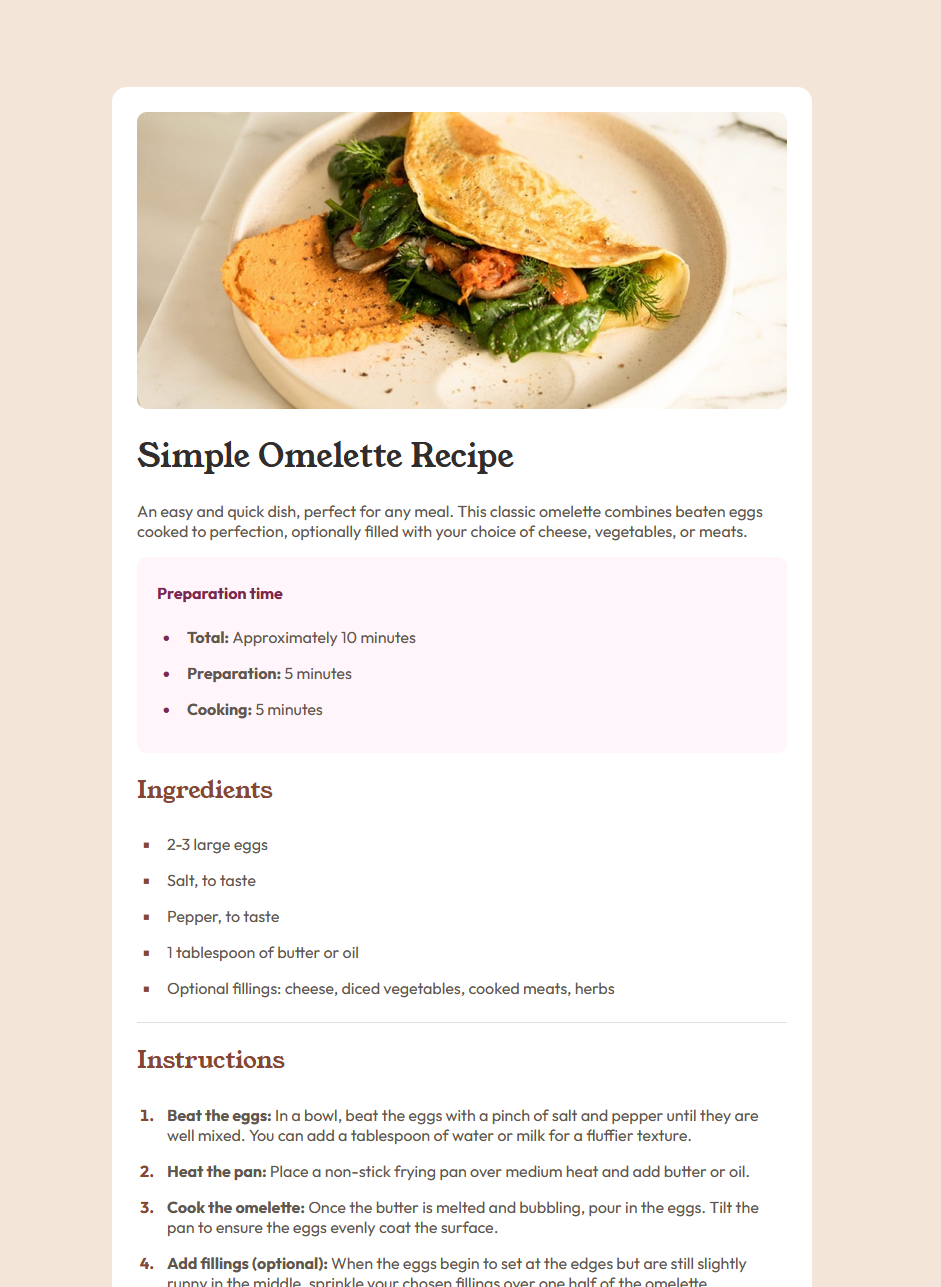 Simple Omelette Recipe
An easy and quick dish, perfect for any meal. This classic omelette combines beaten eggs
cooked to perfection, optionally filled with your choice of cheese, vegetables, or meats.
Preparation time
• Total: Approximately 10 minutes
• Preparation: 5 minutes
• Cooking: 5 minutes
Ingredients
▪ 2-3 large eggs
▪ Salt, to taste
▪ Pepper, to taste
▪ 1 tablespoon of butter or oil
▪ Optional fillings: cheese, diced vegetables, cooked meats, herbs
Instructions
1. Beat the eggs: In a bowl, beat the eggs with a pinch of salt and pepper until they are
well mixed. You can add a tablespoon of water or milk for a fluffier texture.
2. Heat the pan: Place a non-stick frying pan over medium heat and add butter or oil.
3. Cook the omelette: Once the butter is melted and bubbling, pour in the eggs. Tilt the
pan to ensure the eggs evenly coat the surface.
4. Add fillings (optional): When the eggs begin to set at the edges but are still slightly
runny in the middle, sprinkle your chosen fillings over one half of the omelette.